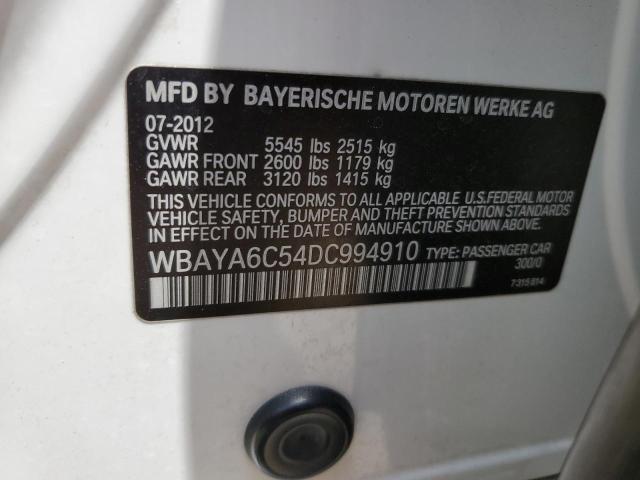 MFD BY BAYERISCHE MOTOREN WERKE AG
07-2012
GVWR 5545 lbs 2515 kg
GAWR FRONT 2600 lbs 1179 kg
GAWR REAR 3120 lbs 1415 kg
THIS VEHICLE CONFORMS TO ALL APPLICABLE U.S.FEDERAL MOTOR
VEHICLE SAFETY, BUMPER AND THEFT PREVENTION STANDARDS
IN EFFECT ON THE DATE OF MANUFACTURE SHOWN ABOVE.
WBAYA6C54DC994910 TYPE: PASSENGER CAR
300/0
7315814